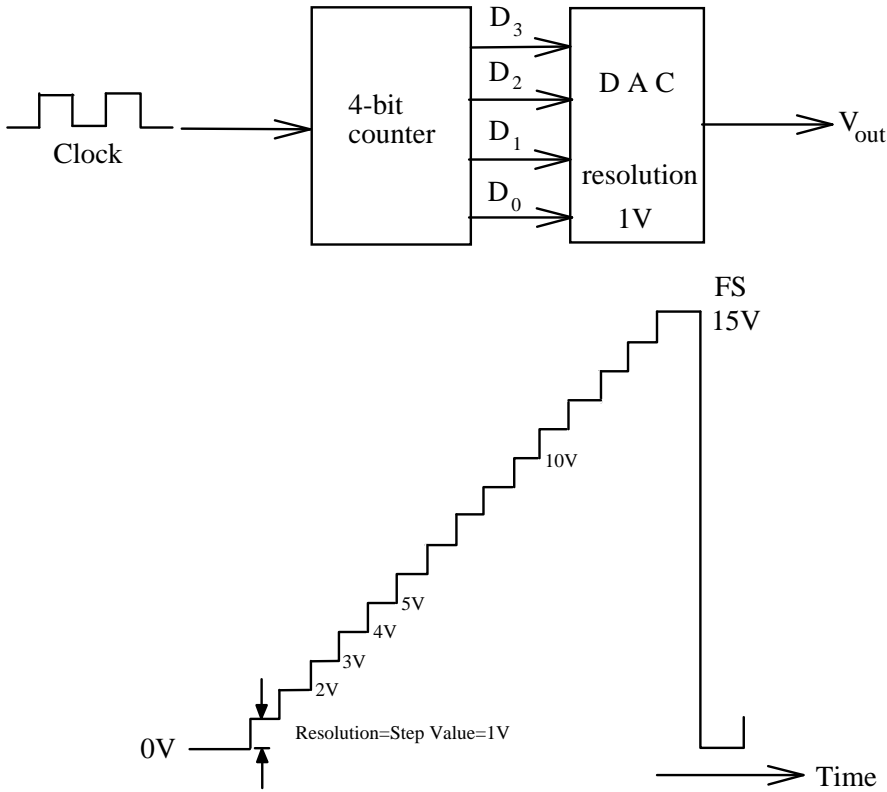 D3
D2
D1
D0
Clock
4-bit
counter
D A C
resolution
1V
Vout
FS
15V
10V
5V
4V
3V
2V
Resolution=Step Value=1V
0V
Time